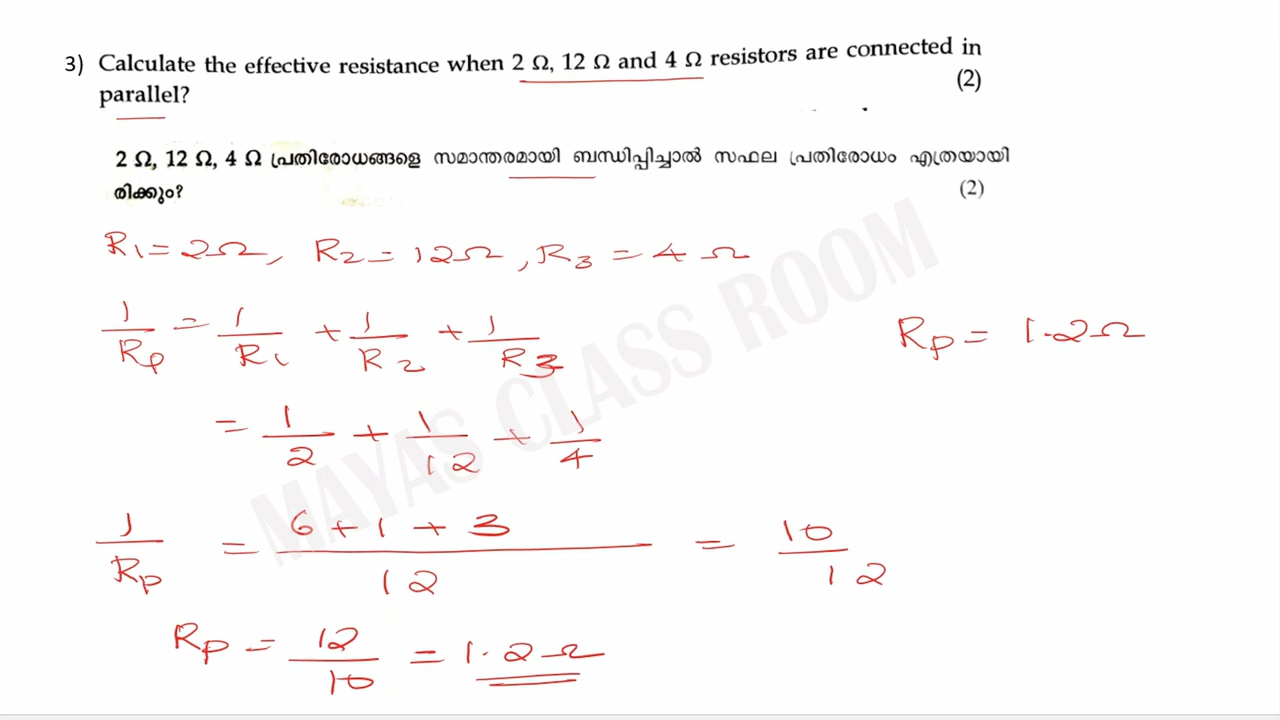 3) Calculate the effective resistance when 2 Ω, 12 Ω and 4 Ω resistors are connected in
parallel? (2)
2 Ω, 12 Ω, 4 Ω പ്രതിരോധങ്ങളെ സമാന്തരമായി ബന്ധിപ്പിച്ചാൽ സഫല പ്രതിരോധം എത്രയായി
രിക്കും? (2)
R1 = 2Ω, R2 = 12Ω, R3 = 4 Ω
1/Rp = 1/R1 + 1/R2 + 1/R3
Rp = 1.2Ω
= 1/2 + 1/12 + 1/4
1/Rp = 6+1+3/12 = 10/12
Rp = 12/10 = 1.2Ω
MAYAS CLASS ROOM